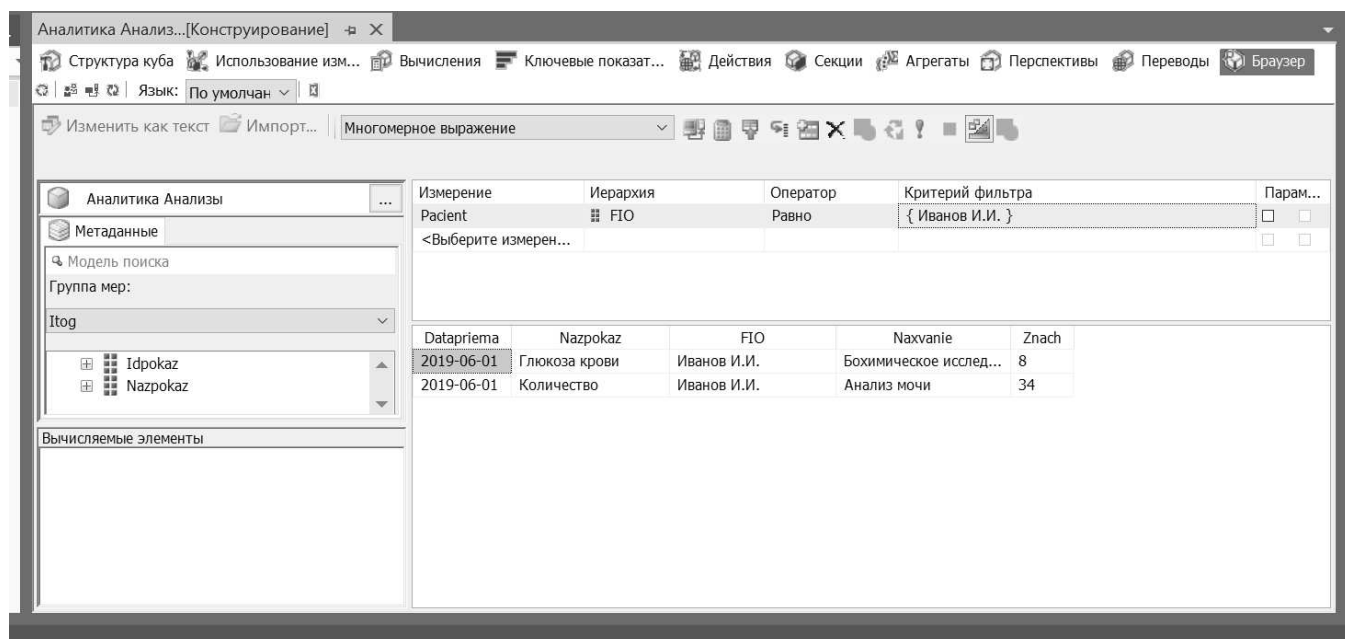 Аналитика Анализ...[Конструирование]
Структура куба Использование изм... Вычисления Ключевые показат... Действия Секции Агрегаты Перспективы Переводы Браузер
Язык: По умолчан
Изменить как текст Импорт... Многомерное выражение
Аналитика Анализы ...
Метаданные
Модель поиска
Группа мер:
Itog
Idpokaz
Nazpokaz
Вычисляемые элементы
Измерение Иерархия Оператор Критерий фильтра Парам...
Pacient FIO Равно { Иванов И.И. }
<Выберите измерен...
Datapriema Nazpokaz FIO Naxvanie Znach
2019-06-01 Глюкоза крови Иванов И.И. Бохимическое исслед... 8
2019-06-01 Количество Иванов И.И. Анализ мочи 34